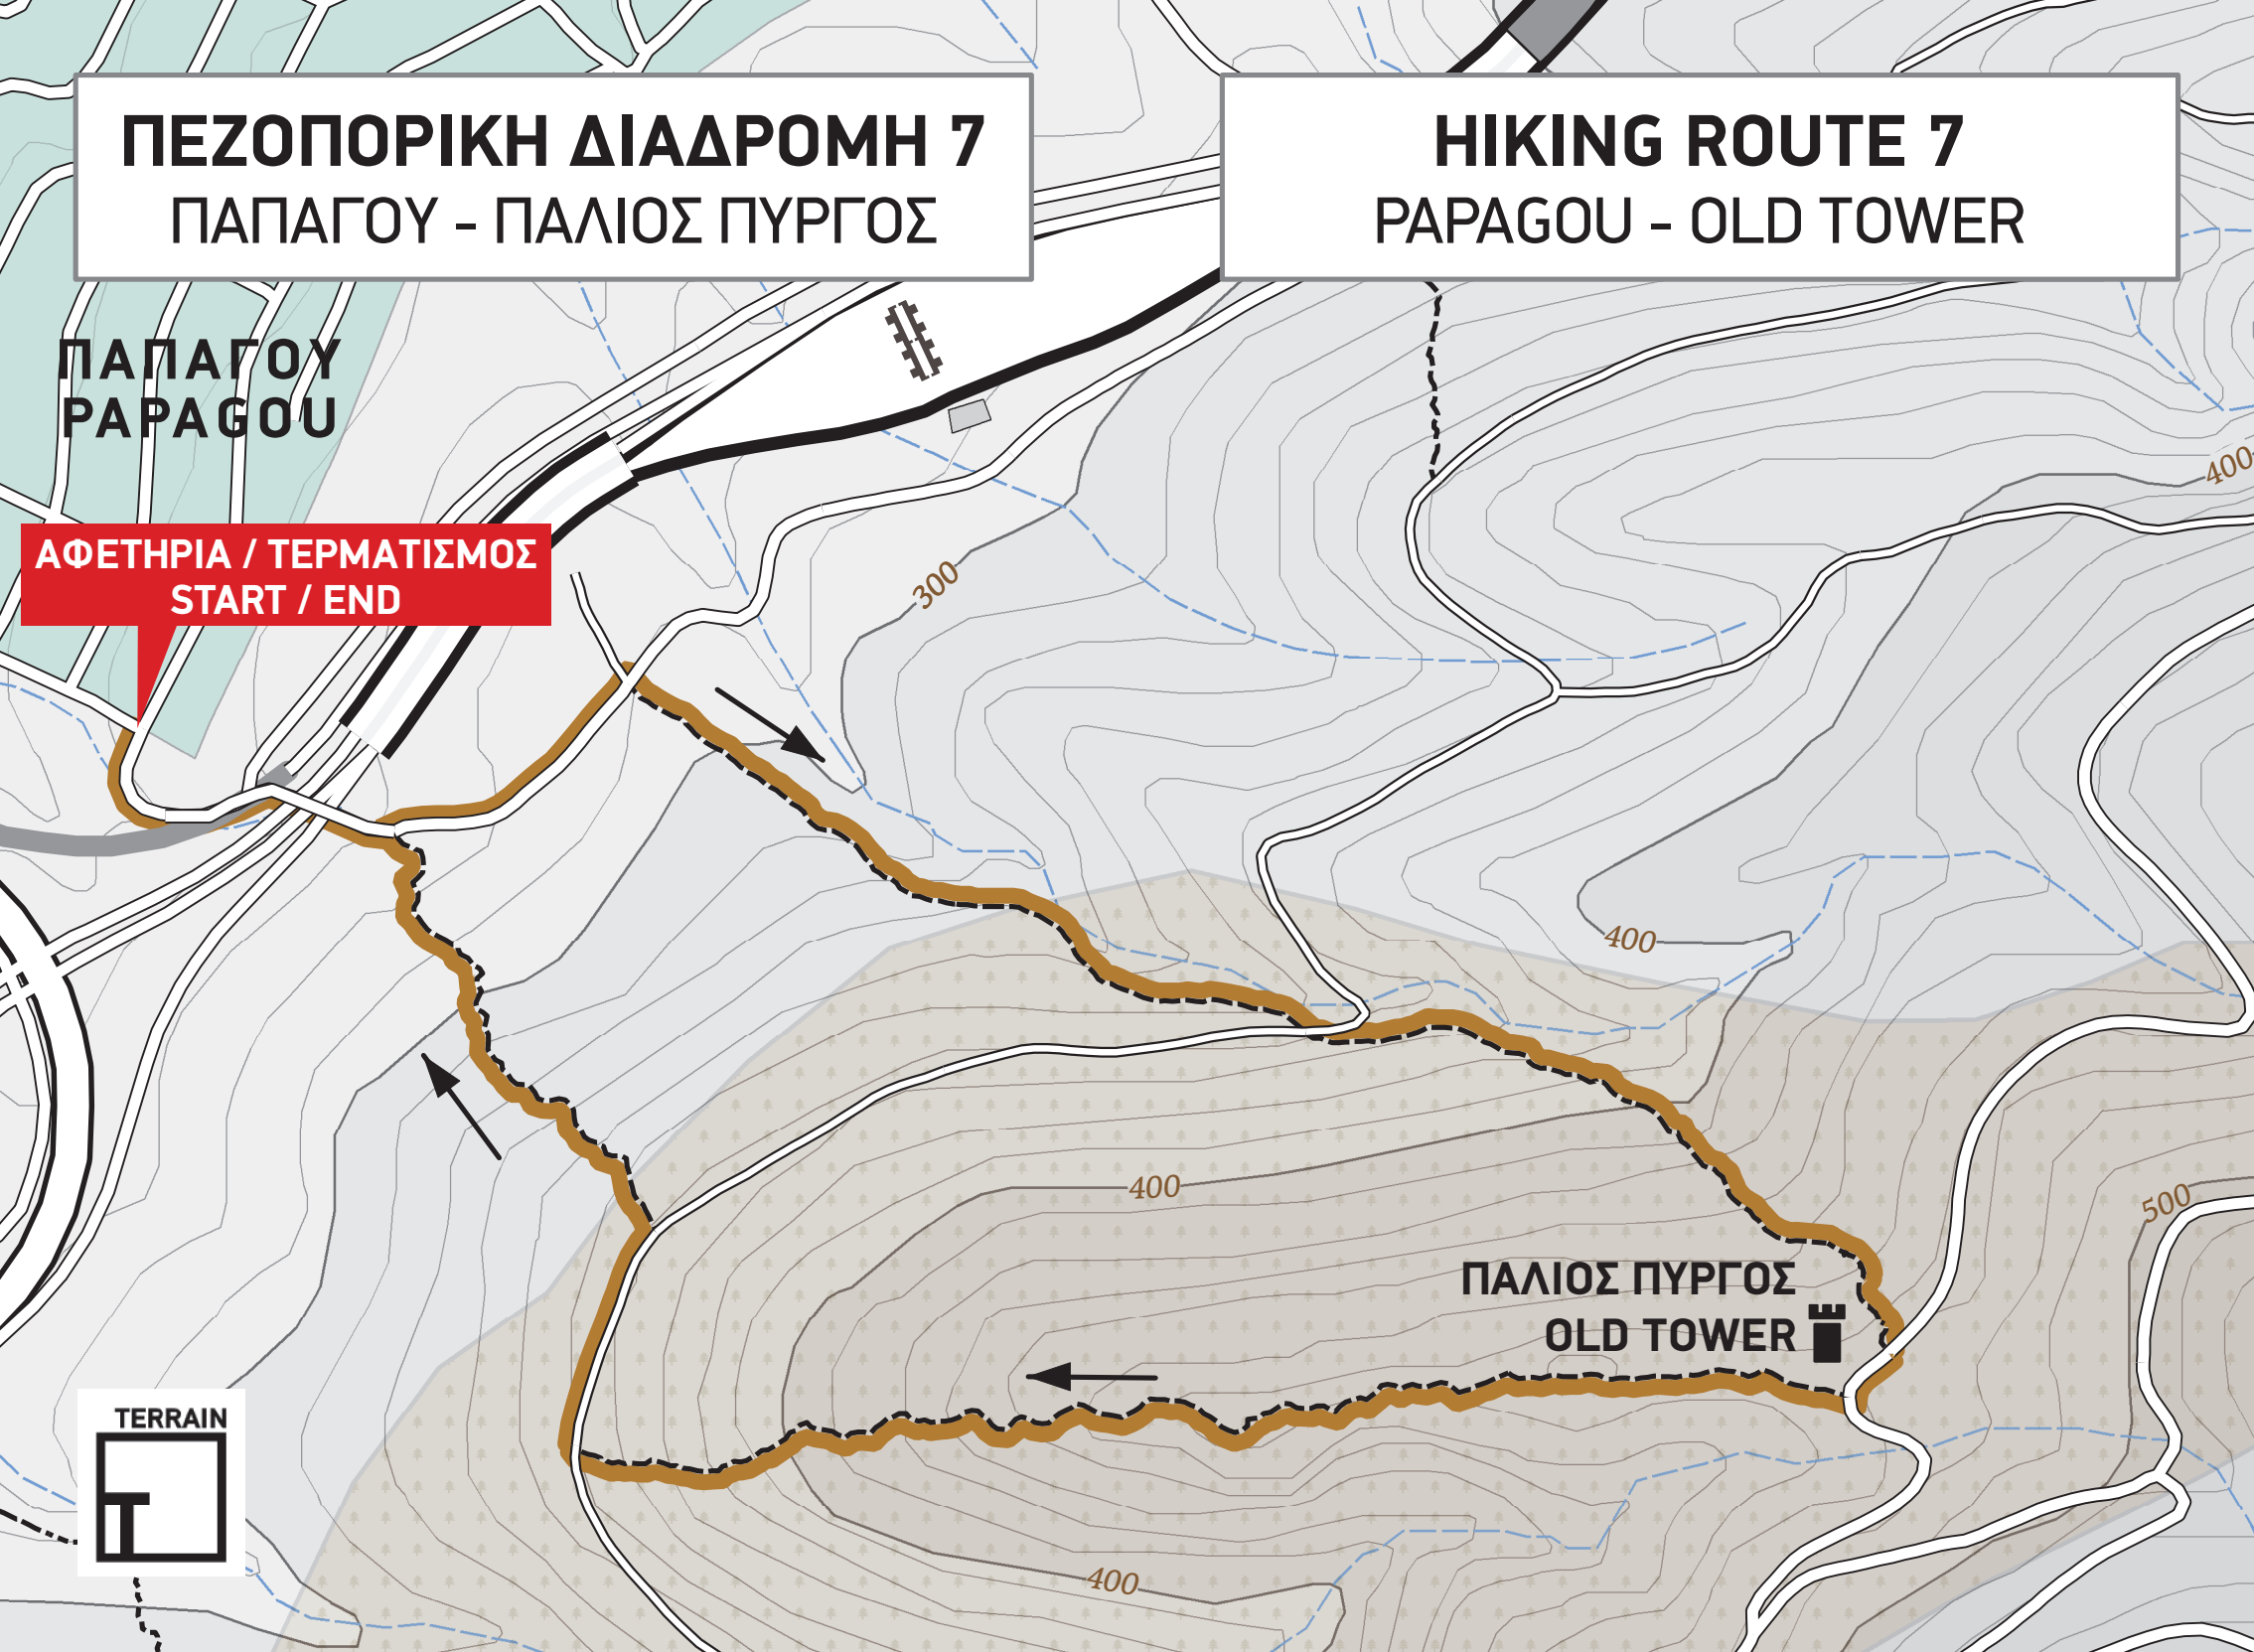 ΠΕΖΟΠΟΡΙΚΗ ΔΙΑΔΡΟΜΗ 7
ΠΑΠΑΓΟΥ - ΠΑΛΙΟΣ ΠΥΡΓΟΣ
HIKING ROUTE 7
PAPAGOU - OLD TOWER
ΠΑΠΑΓΟΥ
PAPAGOU
400
ΑΦΕΤΗΡΙΑ / ΤΕΡΜΑΤΙΣΜΟΣ
START / END
300
400
400
500
ΠΑΛΙΟΣ ΠΥΡΓΟΣ
OLD TOWER
TERRAIN
400